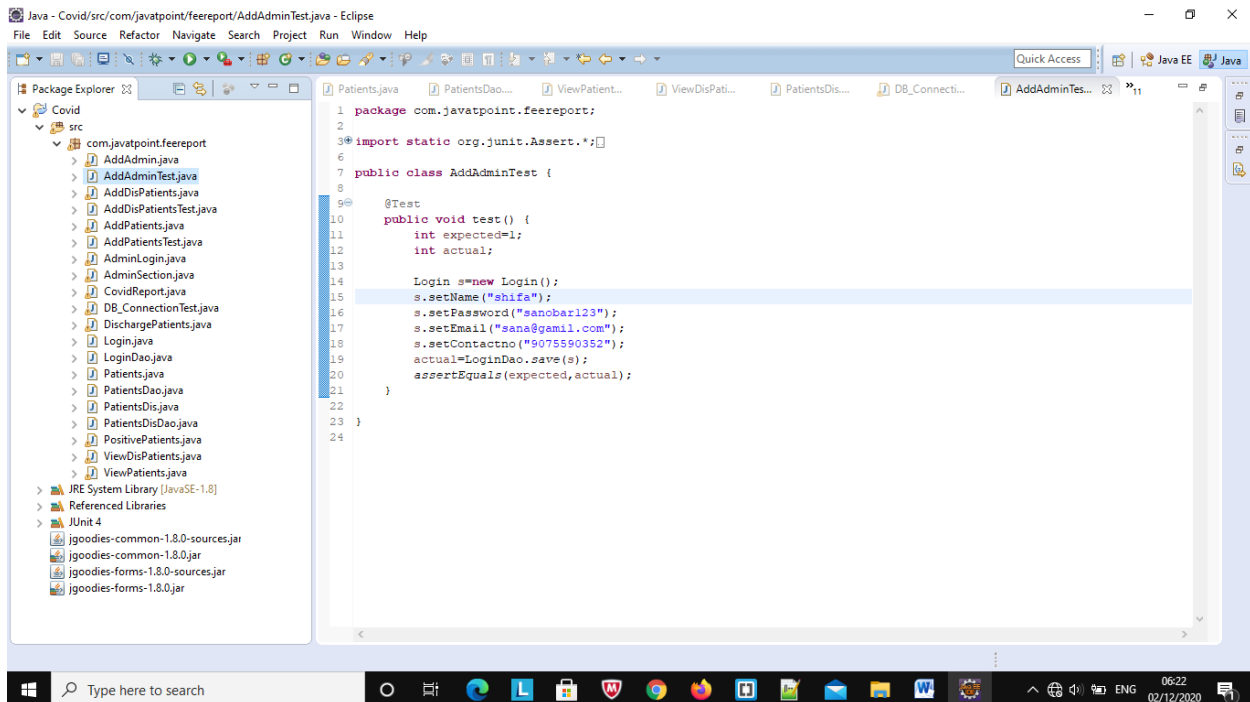 Java - Covid/src/com/javatpoint/feereport/AddAdminTest.java - Eclipse
File Edit Source Refactor Navigate Search Project Run Window Help
Quick Access
Java EE
Java
Package Explorer
Patients.java
PatientsDao....
ViewPatient...
ViewDisPati...
PatientsDis....
DB_Connecti...
AddAdminTes...
»11
Covid
src
com.javatpoint.feereport
AddAdmin.java
AddAdminTest.java
AddDisPatients.java
AddDisPatientsTest.java
AddPatients.java
AddPatientsTest.java
AdminLogin.java
AdminSection.java
CovidReport.java
DB_ConnectionTest.java
DischargePatients.java
Login.java
LoginDao.java
Patients.java
PatientsDao.java
PatientsDis.java
PatientsDisDao.java
PositivePatients.java
ViewDisPatients.java
ViewPatients.java
JRE System Library [JavaSE-1.8]
Referenced Libraries
JUnit 4
jgoodies-common-1.8.0-sources.jar
jgoodies-common-1.8.0.jar
jgoodies-forms-1.8.0-sources.jar
jgoodies-forms-1.8.0.jar
1 package com.javatpoint.feereport;
2
3 import static org.junit.Assert.*;
6
7 public class AddAdminTest {
8
9 @Test
10 public void test() {
11 int expected=1;
12 int actual;
13
14 Login s=new Login();
15 s.setName("shifa");
16 s.setPassword("sanobar123");
17 s.setEmail("sana@gamil.com");
18 s.setContactno("9075590352");
19 actual=LoginDao.save(s);
20 assertEquals(expected,actual);
21 }
22
23 }
24
Type here to search
ENG
06:22
02/12/2020